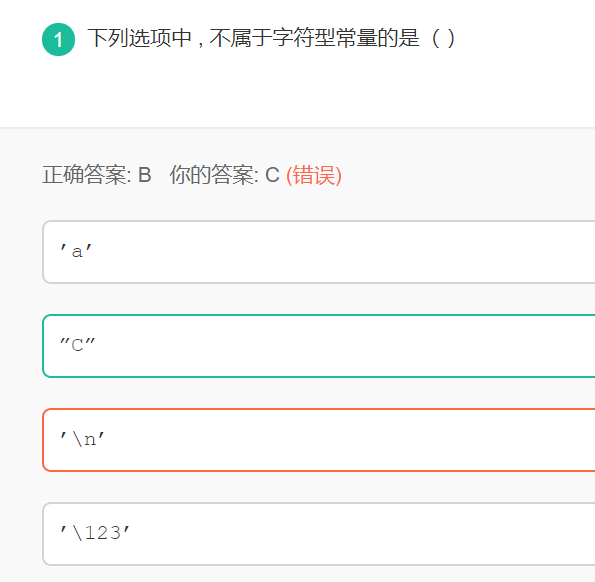 1 下列选项中,不属于字符型常量的是（ ）
正确答案: B 你的答案: C (错误)
′a′
″C″
′\n′
′\123′